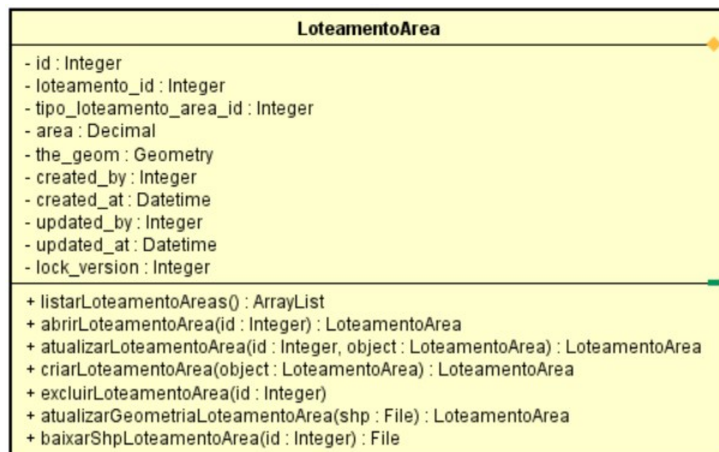 LoteamentoArea
- id : Integer
- loteamento_id : Integer
- tipo_loteamento_area_id : Integer
- area : Decimal
- the_geom : Geometry
- created_by : Integer
- created_at : Datetime
- updated_by : Integer
- updated_at : Datetime
- lock_version : Integer
+ listarLoteamentoAreas() : ArrayList
+ abrirLoteamentoArea(id : Integer) : LoteamentoArea
+ atualizarLoteamentoArea(id : Integer, object : LoteamentoArea) : LoteamentoArea
+ criarLoteamentoArea(object : LoteamentoArea) : LoteamentoArea
+ excluirLoteamentoArea(id : Integer)
+ atualizarGeometriaLoteamentoArea(shp : File) : LoteamentoArea
+ baixarShpLoteamentoArea(id : Integer) : File